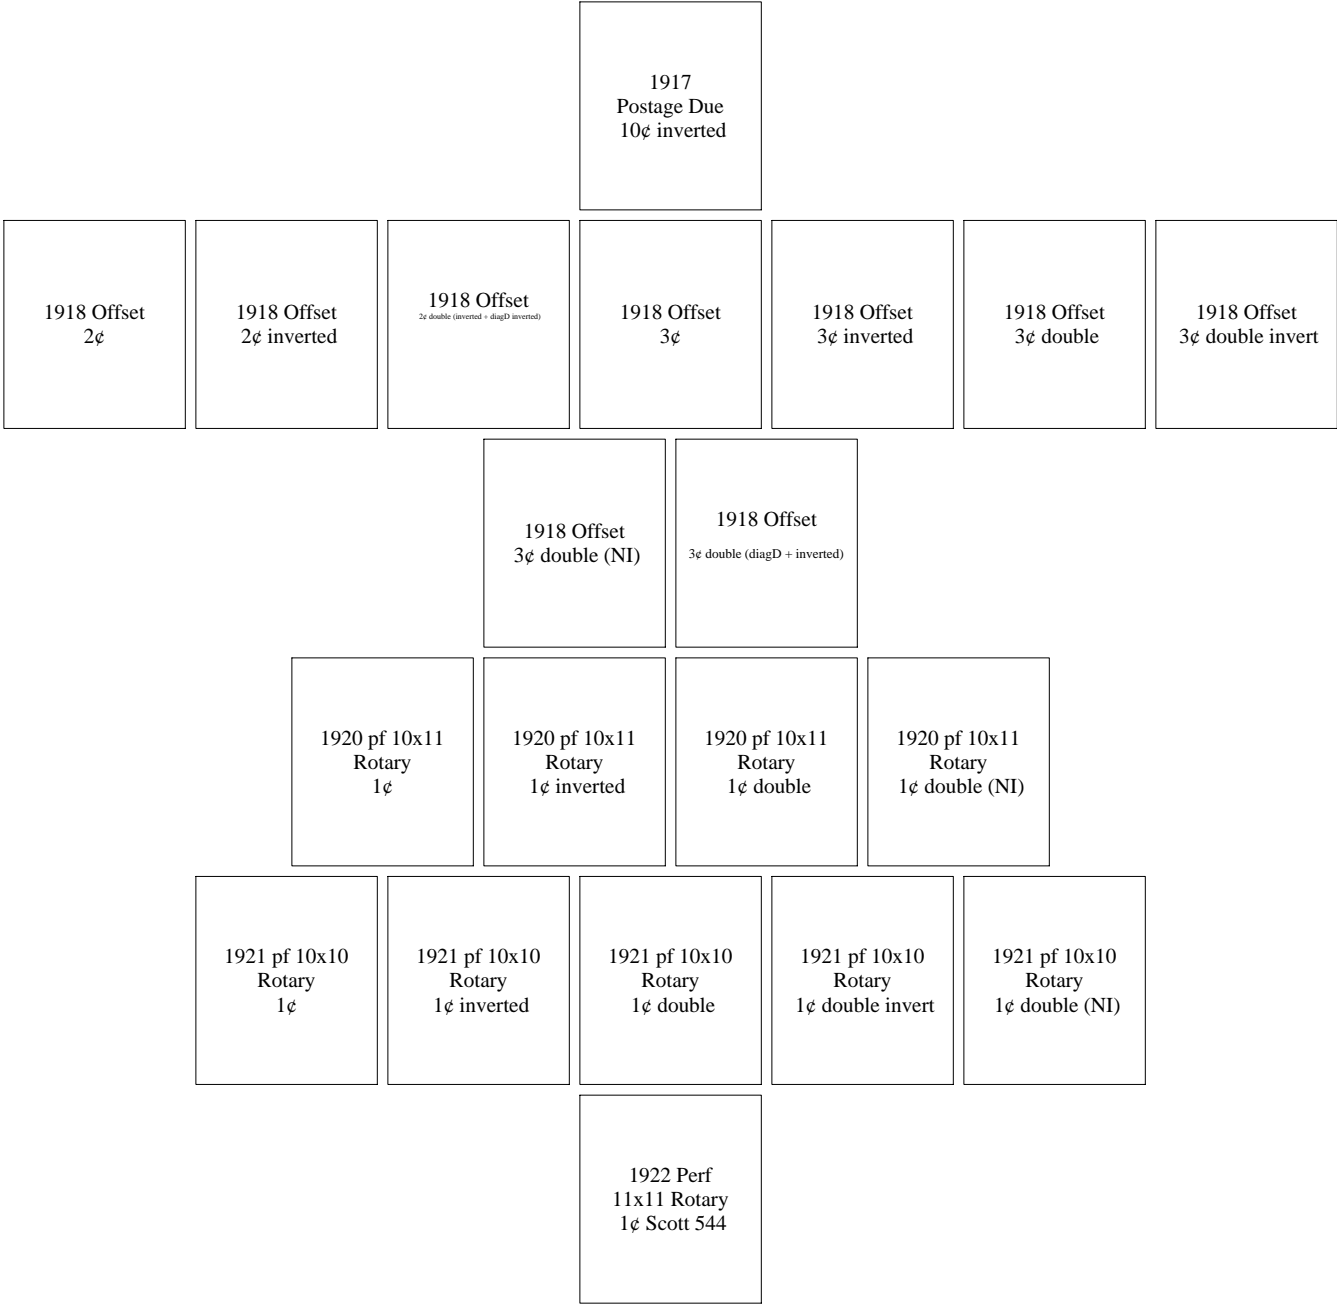 1917
Postage Due
10¢ inverted
1918 Offset
2¢
1918 Offset
2¢ inverted
1918 Offset
2¢ double (inverted + diagD inverted)
1918 Offset
3¢
1918 Offset
3¢ inverted
1918 Offset
3¢ double
1918 Offset
3¢ double invert
1918 Offset
3¢ double (NI)
1918 Offset
3¢ double (diagD + inverted)
1920 pf 10x11
Rotary
1¢
1920 pf 10x11
Rotary
1¢ inverted
1920 pf 10x11
Rotary
1¢ double
1920 pf 10x11
Rotary
1¢ double (NI)
1921 pf 10x10
Rotary
1¢
1921 pf 10x10
Rotary
1¢ inverted
1921 pf 10x10
Rotary
1¢ double
1921 pf 10x10
Rotary
1¢ double invert
1921 pf 10x10
Rotary
1¢ double (NI)
1922 Perf
11x11 Rotary
1¢ Scott 544